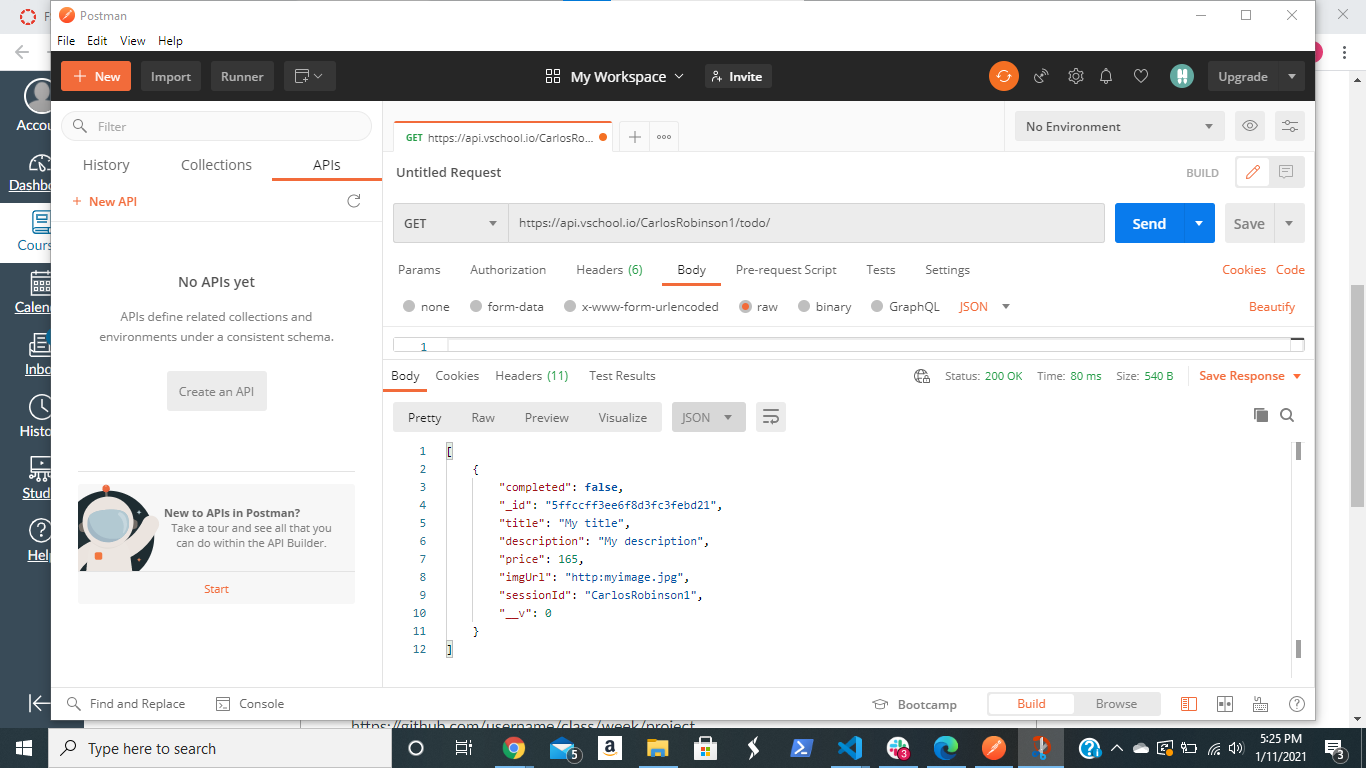 Postman
File Edit View Help
New Import Runner My Workspace Invite Upgrade
Filter
History Collections APIs
New API
No APIs yet
APIs define related collections and
environments under a consistent schema.
Create an API
New to APIs in Postman?
Take a tour and see all that you
can do within the API Builder.
Start
GET https://api.vschool.io/CarlosRo...
No Environment
Untitled Request
BUILD
GET https://api.vschool.io/CarlosRobinson1/todo/
Send Save
Params Authorization Headers (6) Body Pre-request Script Tests Settings Cookies Code
none form-data x-www-form-urlencoded raw binary GraphQL JSON Beautify
1
Body Cookies Headers (11) Test Results Status: 200 OK Time: 80 ms Size: 540 B Save Response
Pretty Raw Preview Visualize JSON
1 [
2 {
3 "completed": false,
4 "_id": "5ffccff3ee6f8d3fc3febd21",
5 "title": "My title",
6 "description": "My description",
7 "price": 165,
8 "imgUrl": "http:myimage.jpg",
9 "sessionId": "CarlosRobinson1",
10 "__v": 0
11 }
12 ]
Find and Replace Console Bootcamp Build Browse
F
Accou
Dashbo
Cours
Calend
Inbo
Histo
Stud
Help
https://github.com/username/class/week/project
Type here to search
5
a
3
5:25 PM
1/11/2021
3